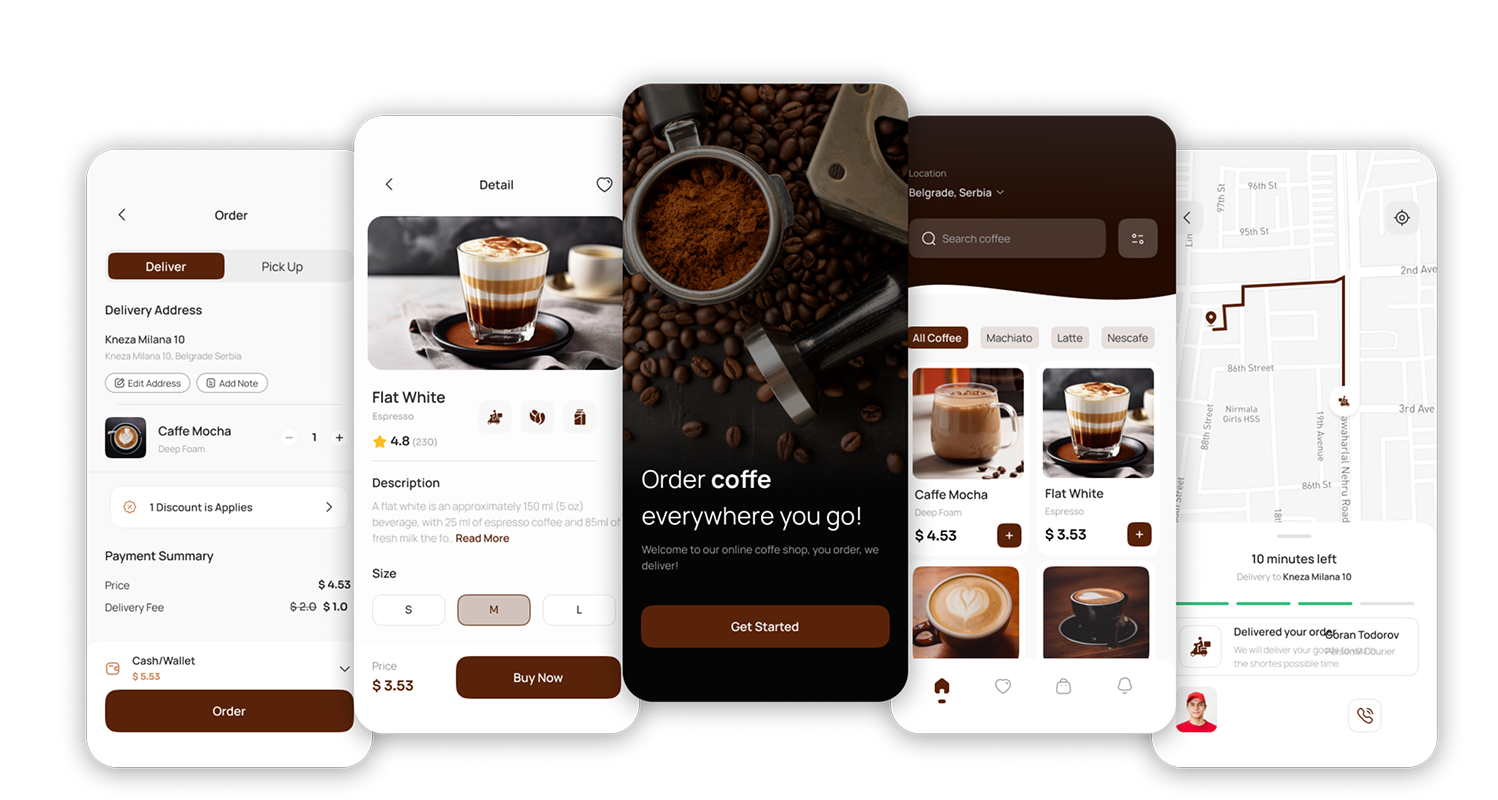 Order
Deliver
Pick Up
Delivery Address
Kneza Milana 10
Kneza Milana 10, Belgrade Serbia
Edit Address
Add Note
Caffe Mocha
Deep Foam
1
1 Discount is Applies
Payment Summary
Price
$ 4.53
Delivery Fee
$ 2.0 $ 1.0
Cash/Wallet
$ 5.53
Order
Detail
Flat White
Espresso
4.8 (230)
Description
A flat white is an approximately 150 ml (5 oz)
beverage, with 25 ml of espresso coffee and 85ml of
fresh milk the fo.. Read More
Size
S
M
L
Price
$ 3.53
Buy Now
Order coffe
everywhere you go!
Welcome to our online coffe shop, you order, we
deliver!
Get Started
Location
Belgrade, Serbia
Search coffee
All Coffee
Machiato
Latte
Nescafe
Caffe Mocha
Deep Foam
$ 4.53
Flat White
Espresso
$ 3.53
97th St
96th St
Lin
95th St
2nd Ave
86th Street
3rd Ave
Nirmala
Girls HSS
88th Street
19th Avenue
awaharlal Nehru Road
86th St
18t
10 minutes left
Delivery to Kneza Milana 10
Delivered your order
Goran Todorov
We will deliver your goods to you in
Personal Courier
the shortes possible time.